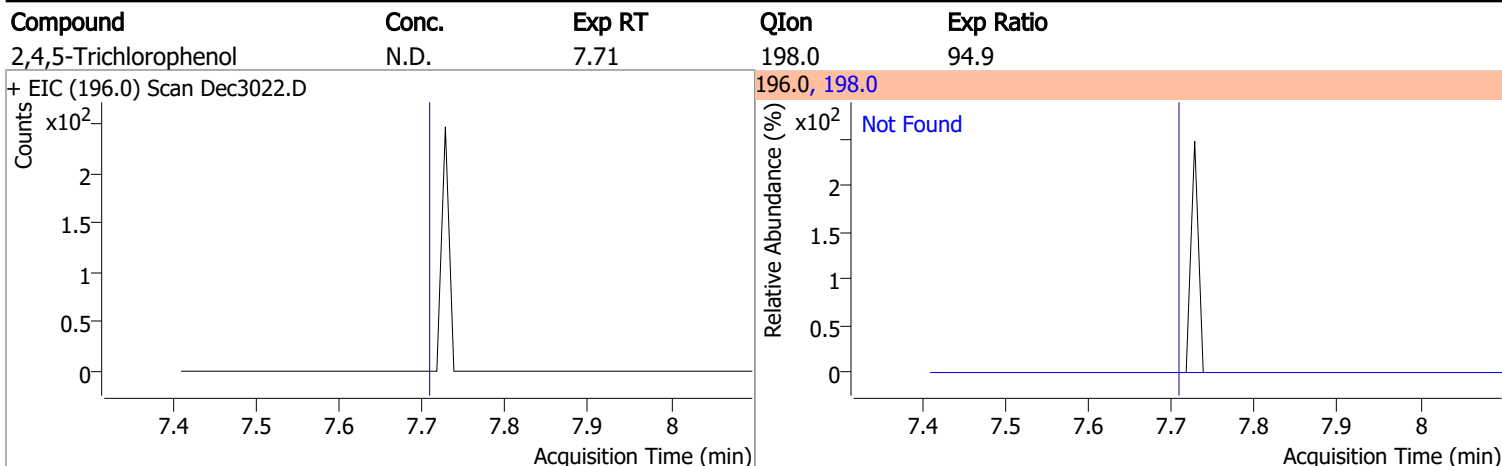 Compound Conc. Exp RT QIon Exp Ratio
2,4,5-Trichlorophenol N.D. 7.71 198.0 94.9
+ EIC (196.0) Scan Dec3022.D
Counts
x10²
2
1.5
1
0.5
0
7.4 7.5 7.6 7.7 7.8 7.9 8
Acquisition Time (min)
196.0, 198.0
Relative Abundance (%)
x10²
Not Found
2
1.5
1
0.5
0
7.4 7.5 7.6 7.7 7.8 7.9 8
Acquisition Time (min)